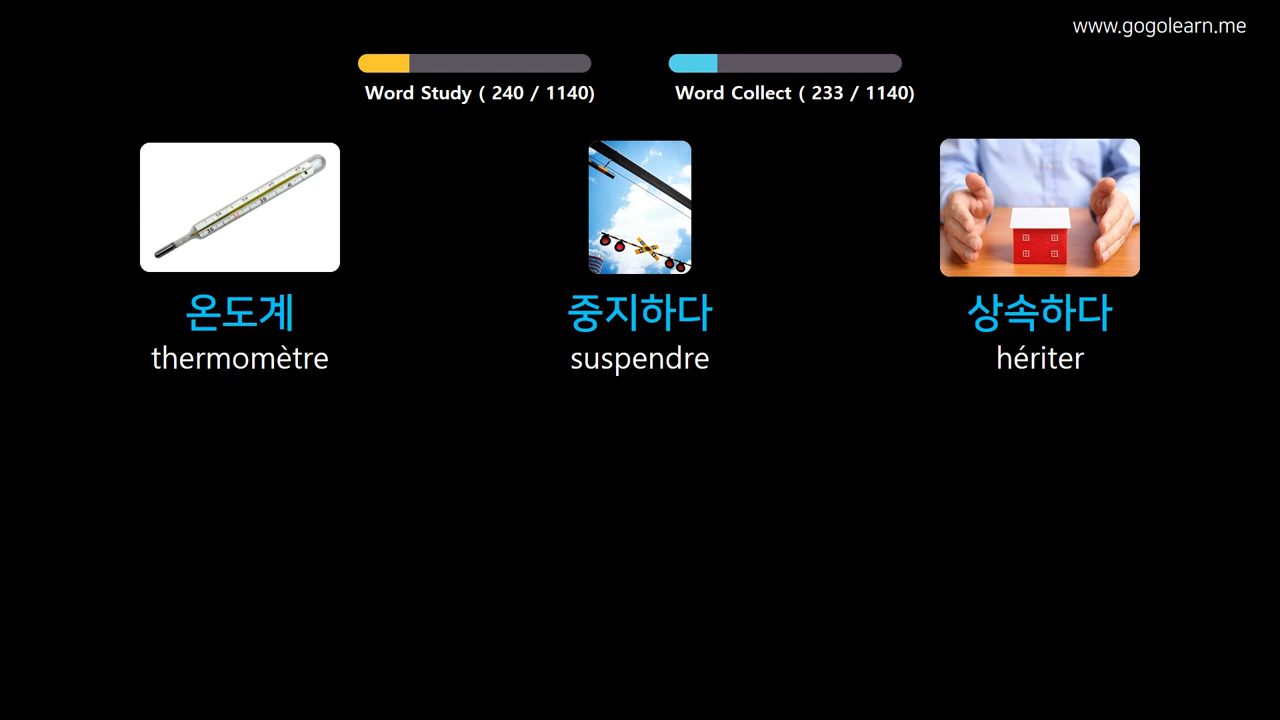 www.gogolearn.me
Word Study ( 240 / 1140)
Word Collect ( 233 / 1140)
온도계
thermomètre
중지하다
suspendre
상속하다
hériter